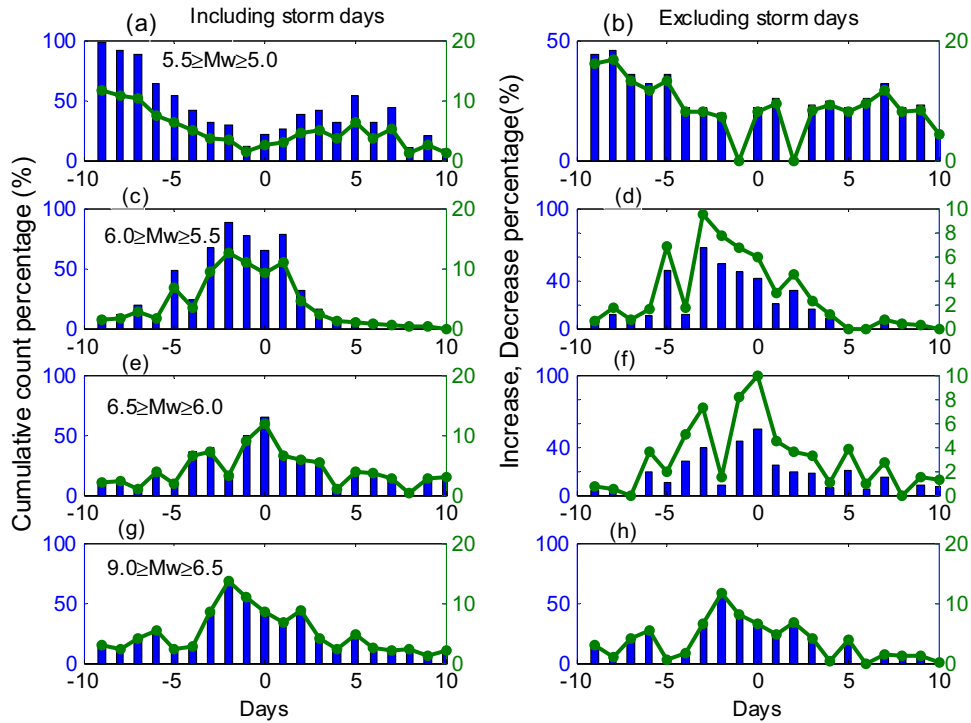 Including storm days
Excluding storm days
(a)
(b)
100
50
0
5.5≥Mw≥5.0
20
10
0
50
0
20
10
0
-10 -5 0 5 10
-10 -5 0 5 10
(c)
(d)
100
50
0
6.0≥Mw≥5.5
20
10
0
100
40
0
10
8
6
4
2
0
-10 -5 0 5 10
-10 -5 0 5 10
(e)
(f)
100
50
0
6.5≥Mw≥6.0
20
10
0
100
40
0
10
8
6
4
2
0
-10 -5 0 5 10
-10 -5 0 5 10
(g)
(h)
100
50
0
9.0≥Mw≥6.5
20
10
0
100
50
0
20
10
0
-10 -5 0 5 10
-10 -5 0 5 10
Days
Days
Cumulative count percentage (%)
Increase, Decrease percentage(%)